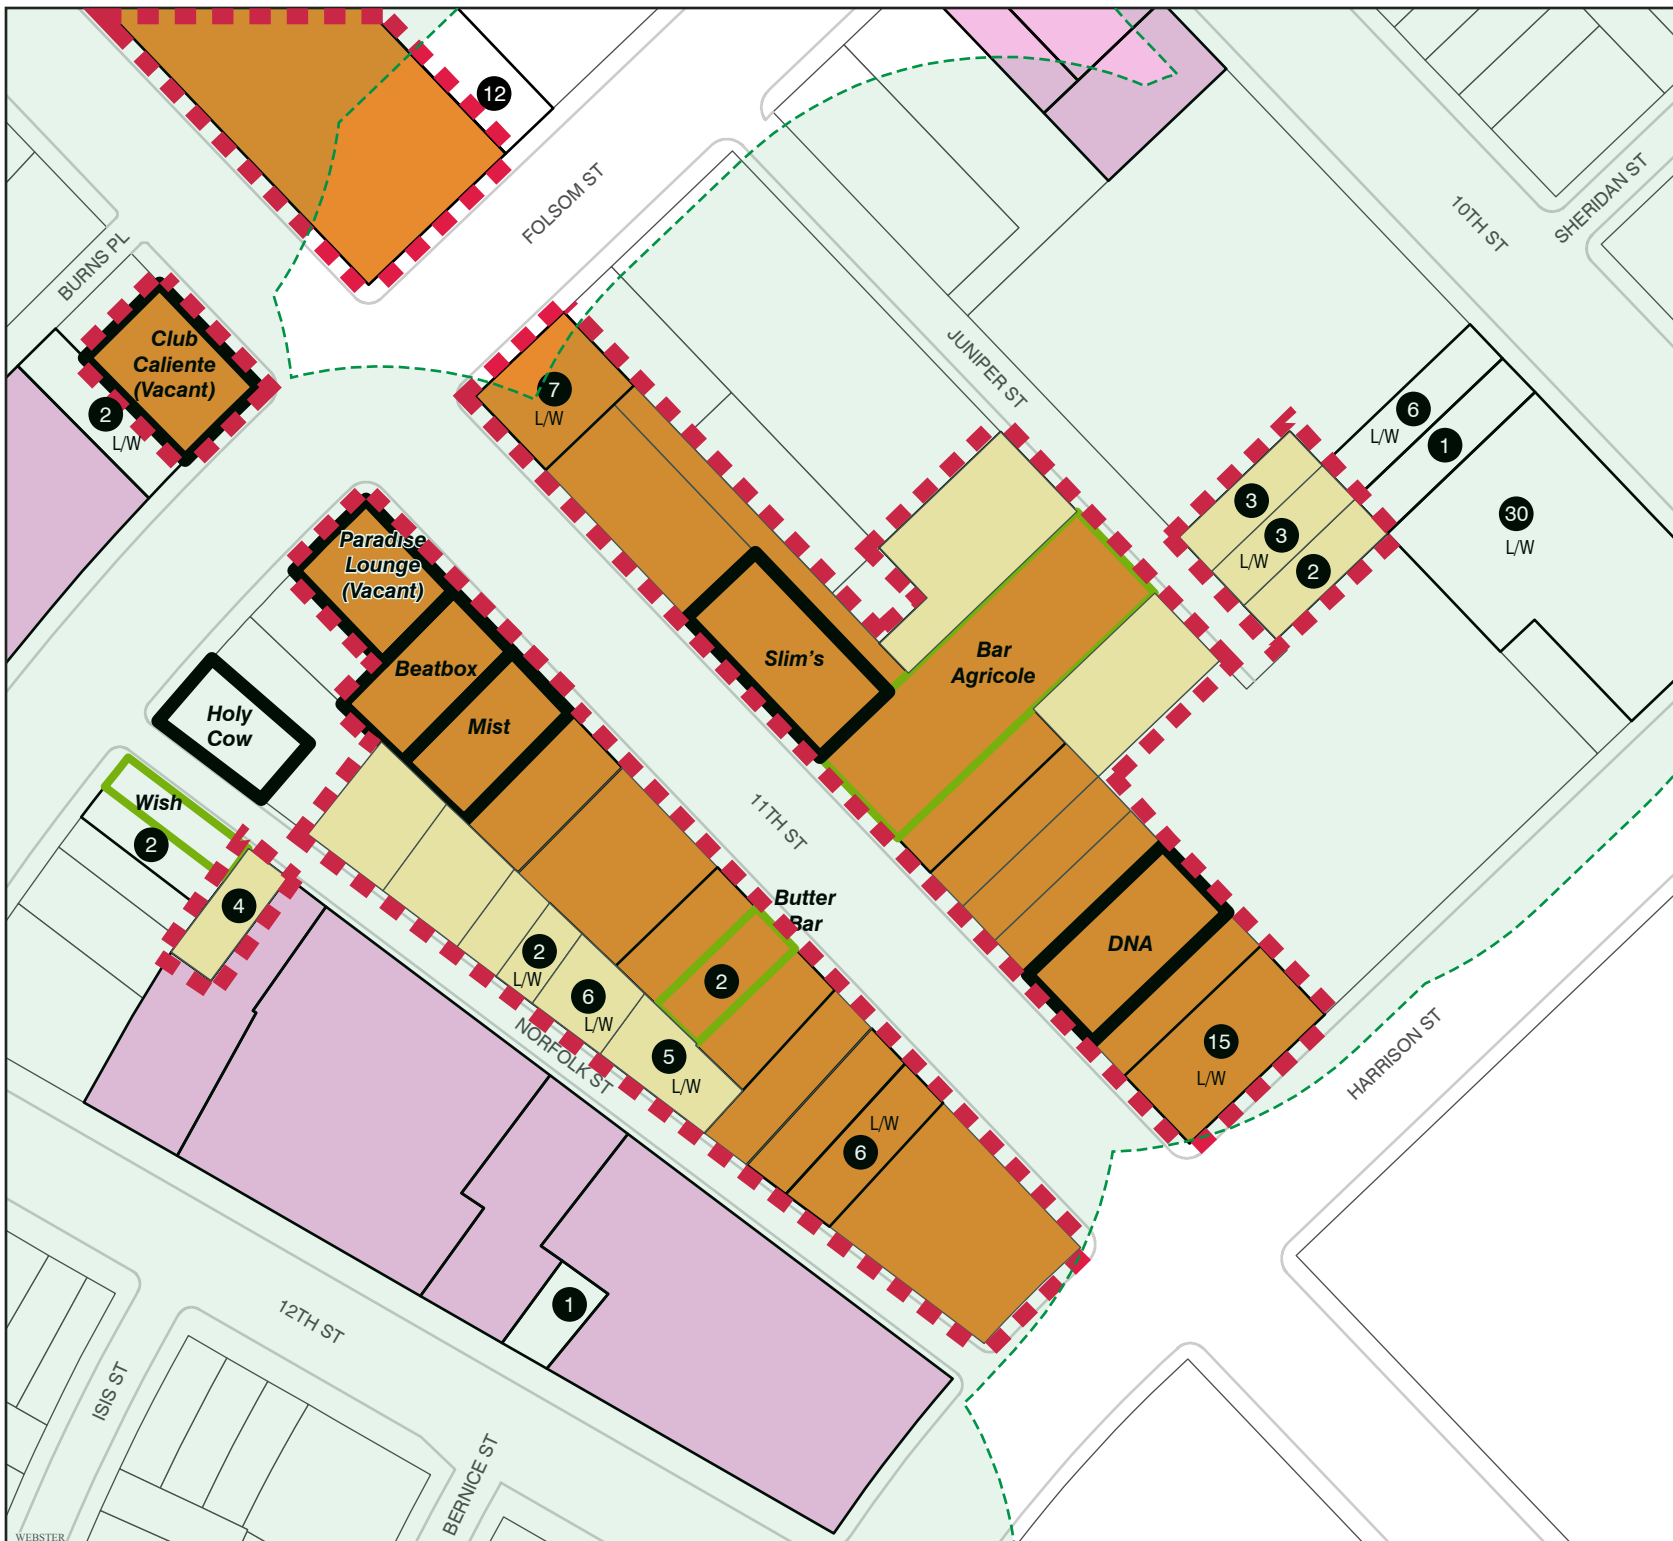 12
FOLSOM ST
10TH ST
SHERIDAN ST
BURNS PL
Club
Caliente
(Vacant)
2
L/W
7
L/W
JUNIPER ST
6
L/W
1
30
L/W
3
3
L/W
2
Paradise
Lounge
(Vacant)
Beatbox
Mist
Slim's
Bar
Agricole
Holy
Cow
Wish
2
4
11TH ST
Butter
Bar
2
DNA
15
L/W
HARRISON ST
2
L/W
6
L/W
5
L/W
NORFOLK ST
L/W
6
1
12TH ST
ISIS ST
BERNICE ST
WEBSTER